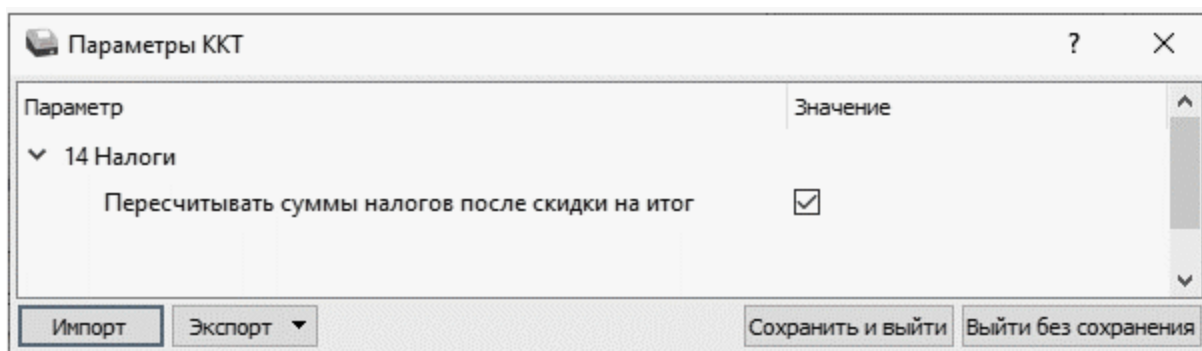 Параметры ККТ ?
Параметр Значение
14 Налоги
Пересчитывать суммы налогов после скидки на итог
Импорт Экспорт Сохранить и выйти Выйти без сохранения